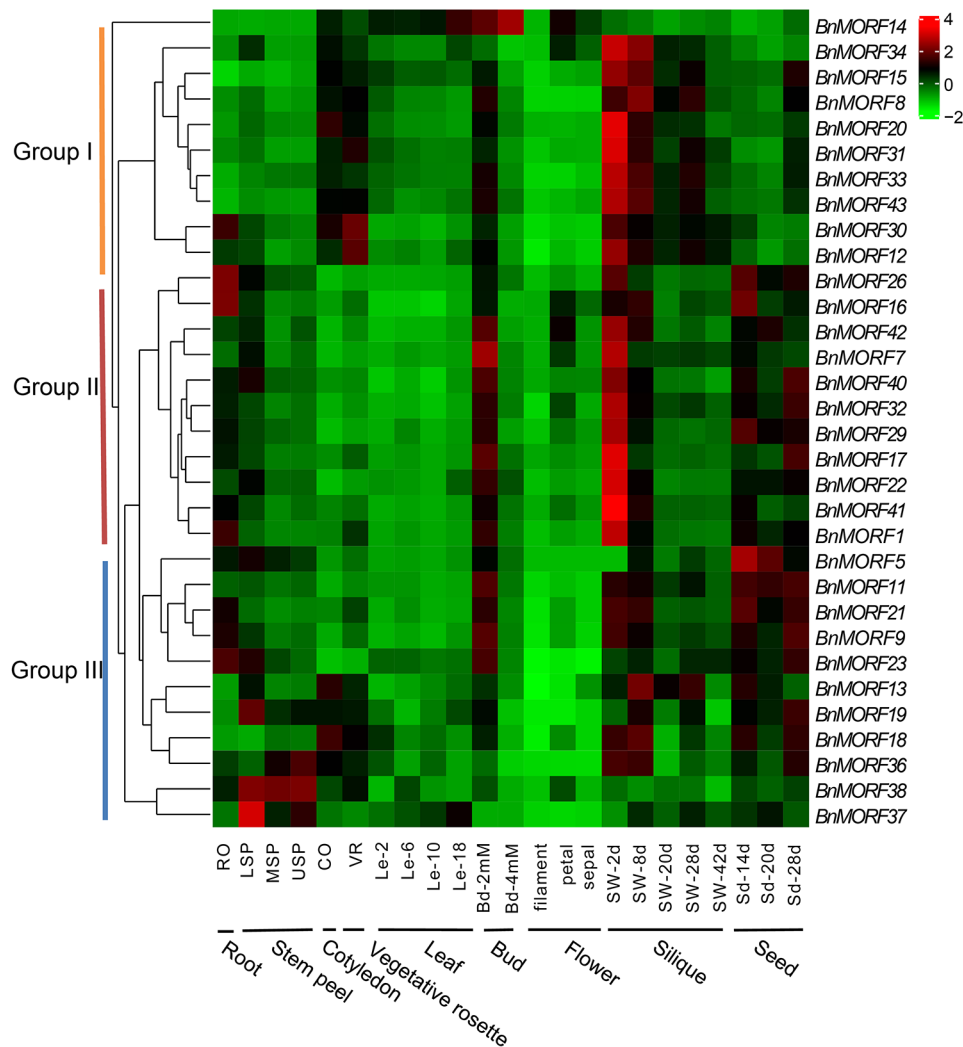 BnMORF14
BnMORF34
BnMORF15
BnMORF8
BnMORF20
BnMORF31
BnMORF33
BnMORF43
BnMORF30
BnMORF12
BnMORF26
BnMORF16
BnMORF42
BnMORF7
BnMORF40
BnMORF32
BnMORF29
BnMORF17
BnMORF22
BnMORF41
BnMORF1
BnMORF5
BnMORF11
BnMORF21
BnMORF9
BnMORF23
BnMORF13
BnMORF19
BnMORF18
BnMORF36
BnMORF38
BnMORF37
4
2
0
−2
Group I
Group II
Group III
RO
LSP
MSP
USP
CO
VR
Le-2
Le-6
Le-10
Le-18
Bd-2mM
Bd-4mM
filament
petal
sepal
SW-2d
SW-8d
SW-20d
SW-28d
SW-42d
Sd-14d
Sd-20d
Sd-28d
Root
Stem peel
Cotyledon
Vegetative rosette
Leaf
Bud
Flower
Silique
Seed